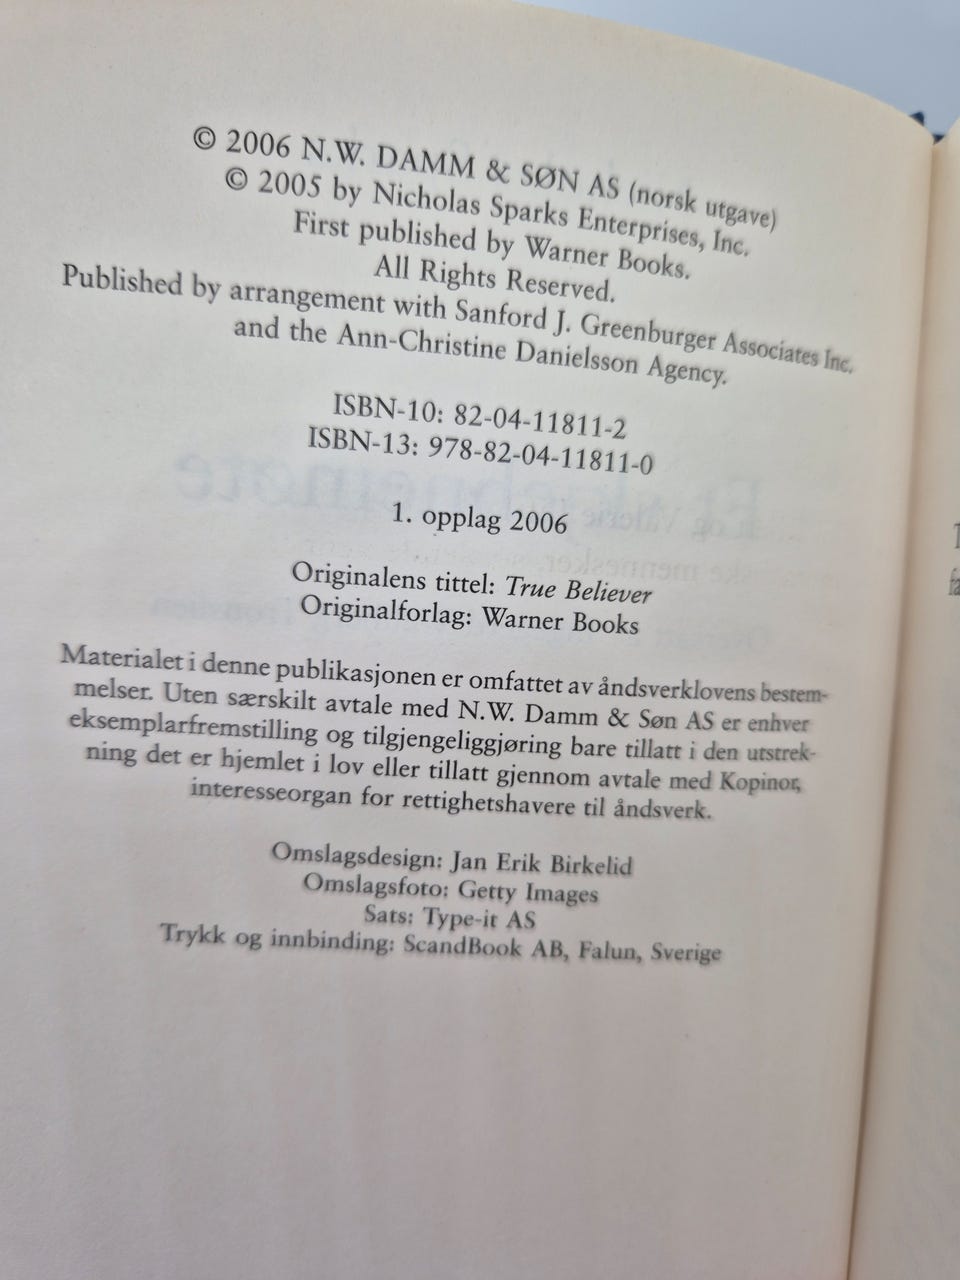 © 2006 N.W. DAMM & SØN AS (norsk utgave)
© 2005 by Nicholas Sparks Enterprises, Inc.
First published by Warner Books.
All Rights Reserved.
Published by arrangement with Sanford J. Greenburger Associates Inc.
and the Ann-Christine Danielsson Agency.
ISBN-10: 82-04-11811-2
ISBN-13: 978-82-04-11811-0
1. opplag 2006
Originalens tittel: True Believer
Originalforlag: Warner Books
Materialet i denne publikasjonen er omfattet av åndsverklovens bestem-
melser. Uten særskilt avtale med N.W. Damm & Søn AS er enhver
eksemplarfremstilling og tilgjengeliggjøring bare tillatt i den utstrek-
ning det er hjemlet i lov eller tillatt gjennom avtale med Kopinor,
interesseorgan for rettighetshavere til åndsverk.
Omslagsdesign: Jan Erik Birkelid
Omslagsfoto: Getty Images
Sats: Type-it AS
Trykk og innbinding: ScandBook AB, Falun, Sverige